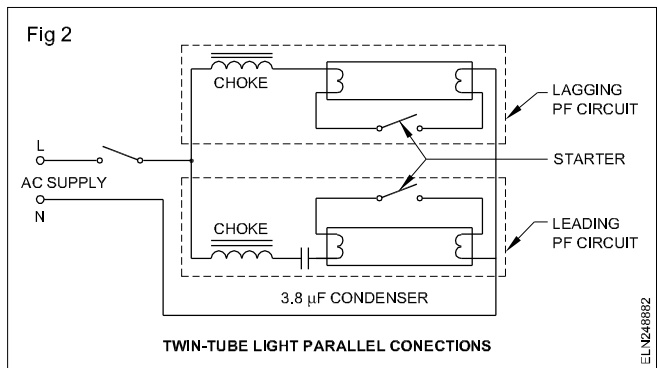 Fig 2
CHOKE
LAGGING
PF CIRCUIT
L
STARTER
AC SUPPLY
N
CHOKE
LEADING
PF CIRCUIT
3.8 µF CONDENSER
TWIN-TUBE LIGHT PARALLEL CONECTIONS
ELN248882